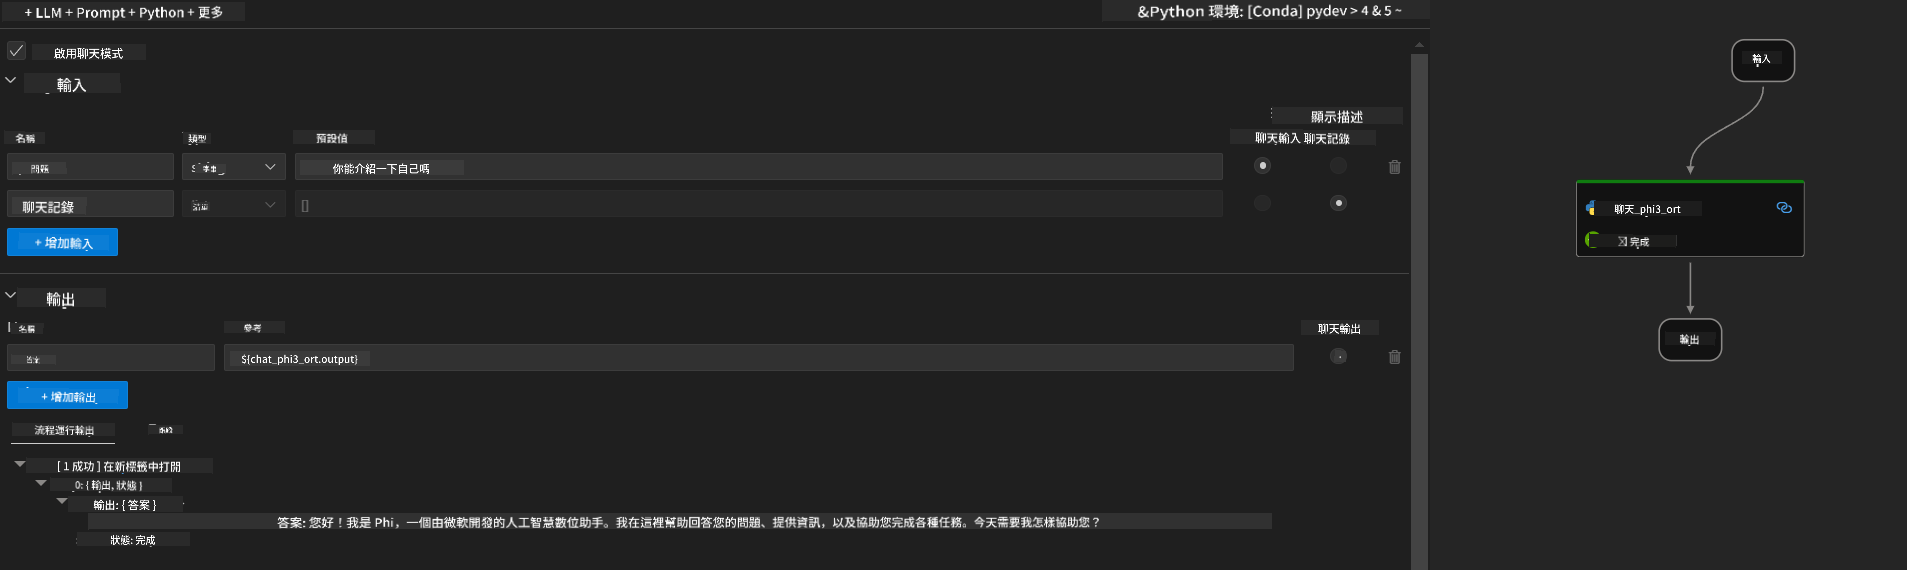 + LLM + Prompt + Python + 更多
&Python 環境: [Conda] pydev > 4 & 5 ~
啟用聊天模式
輸入
顯示描述
名稱 類型 預設值 聊天輸入 聊天記錄
問題 你能介紹一下自己嗎
聊天記錄 []
+ 增加輸入
輸出
名稱 參考 聊天輸出
答案 ${chat_phi3_ort.output}
+ 增加輸出
流程運行輸出
[ 1 成功 ] 在新標籤中打開
0: { 輸出, 狀態 }
輸出: { 答案 }
答案: 您好！我是 Phi，一個由微軟開發的人工智慧數位助手。我在這裡幫助回答您的問題、提供資訊，以及協助您完成各種任務。今天需要我怎樣協助您？
狀態: 完成
輸入
聊天_phi3_ort
完成
輸出